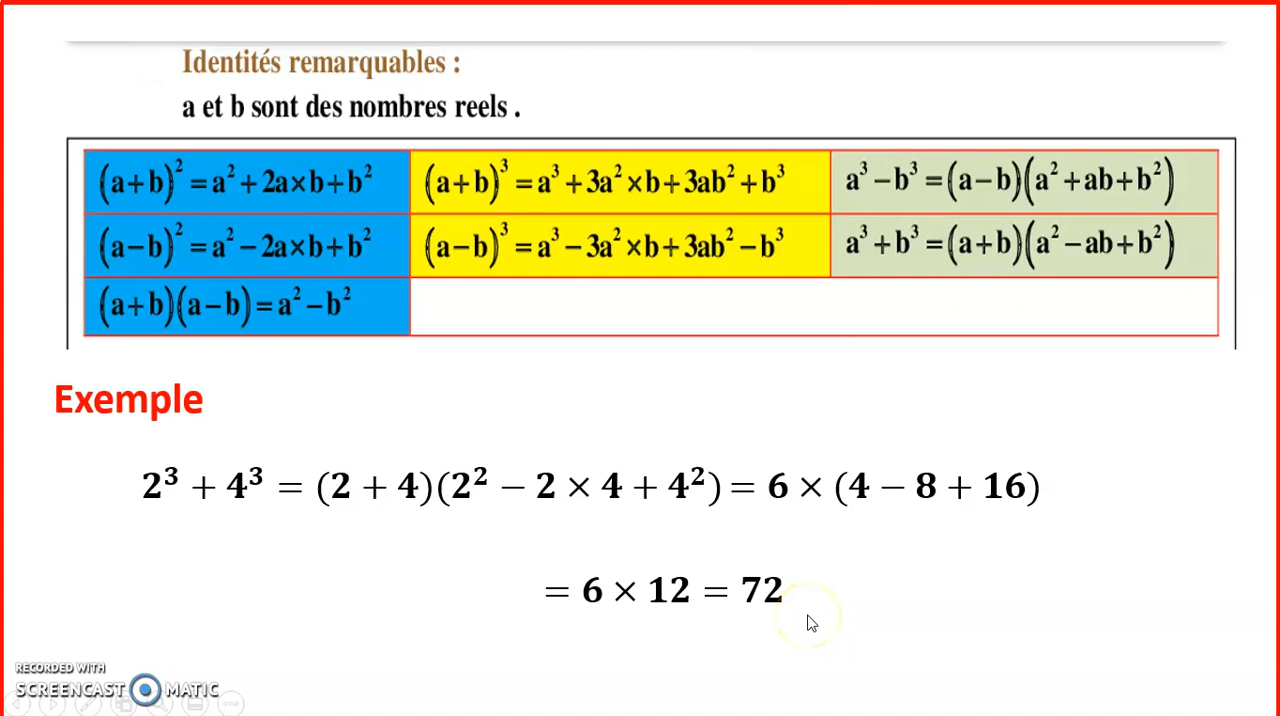 Identités remarquables :
a et b sont des nombres reels .
(a+b)² = a² + 2a×b + b²
(a+b)³ = a³ + 3a²×b + 3ab² + b³
a³ − b³ = (a−b)(a² + ab + b²)
(a−b)² = a² − 2a×b + b²
(a−b)³ = a³ − 3a²×b + 3ab² − b³
a³ + b³ = (a+b)(a² − ab + b²)
(a+b)(a−b) = a² − b²
Exemple
2³ + 4³ = (2 + 4)(2² − 2 × 4 + 4²) = 6 × (4 − 8 + 16)
= 6 × 12 = 72
RECORDED WITH
SCREENCAST MATIC